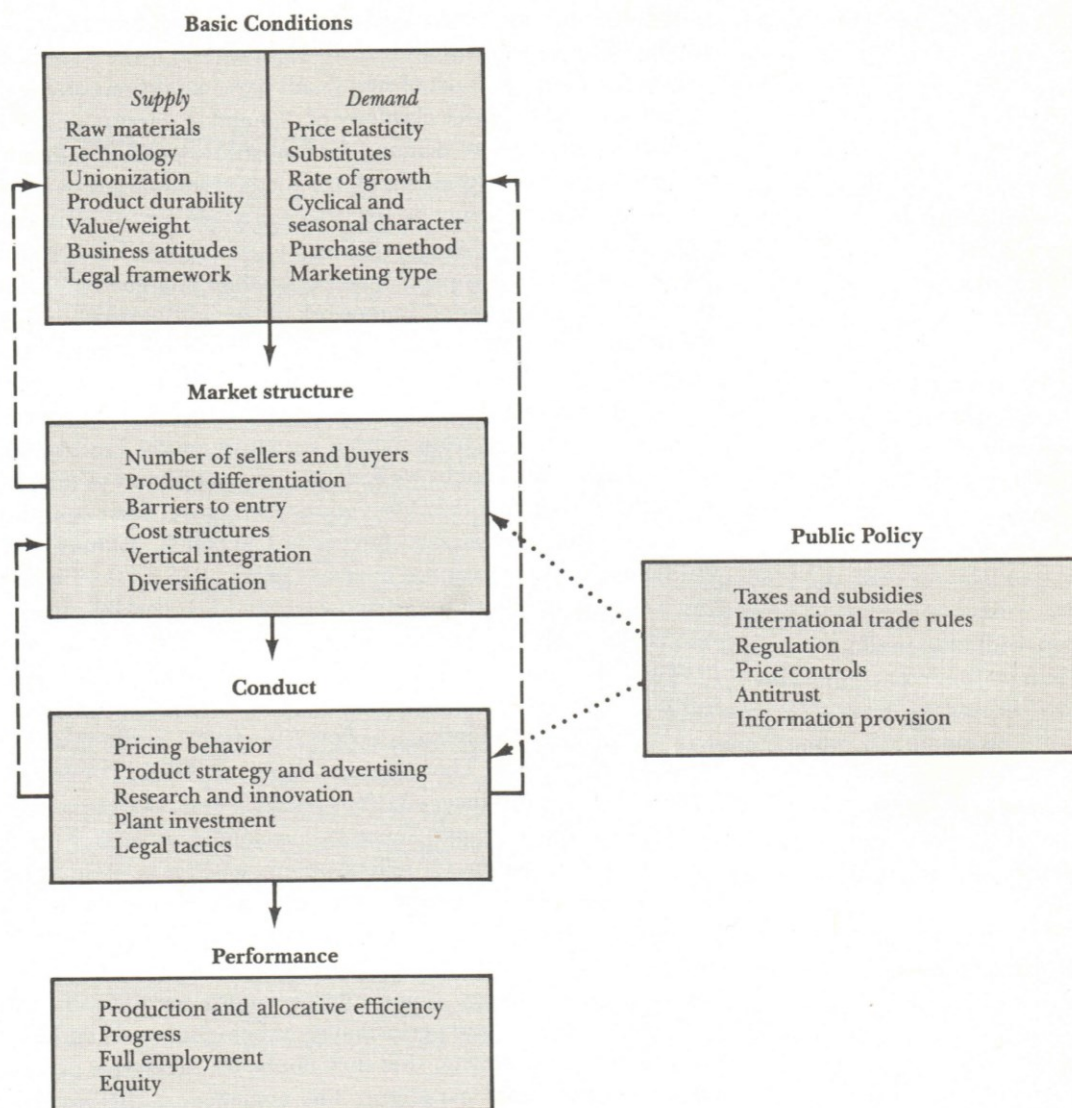 Basic Conditions
Supply
Raw materials
Technology
Unionization
Product durability
Value/weight
Business attitudes
Legal framework
Demand
Price elasticity
Substitutes
Rate of growth
Cyclical and
seasonal character
Purchase method
Marketing type
Market structure
Number of sellers and buyers
Product differentiation
Barriers to entry
Cost structures
Vertical integration
Diversification
Public Policy
Taxes and subsidies
International trade rules
Regulation
Price controls
Antitrust
Information provision
Conduct
Pricing behavior
Product strategy and advertising
Research and innovation
Plant investment
Legal tactics
Performance
Production and allocative efficiency
Progress
Full employment
Equity